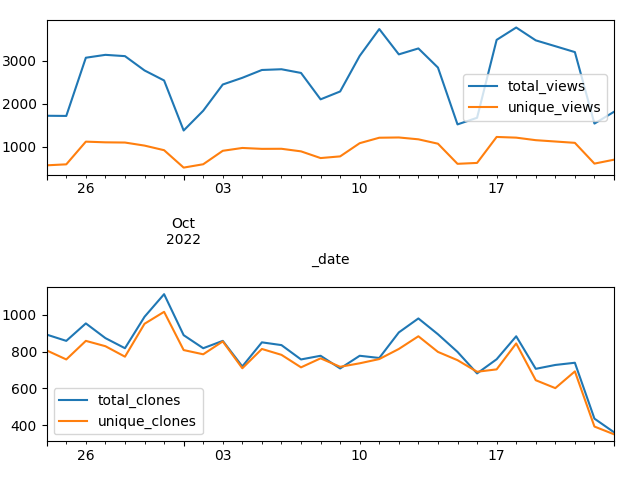 3000
2000
1000
total_views
unique_views
26
03
10
17
Oct
2022
_date
1000
800
600
400
total_clones
unique_clones
26
03
10
17